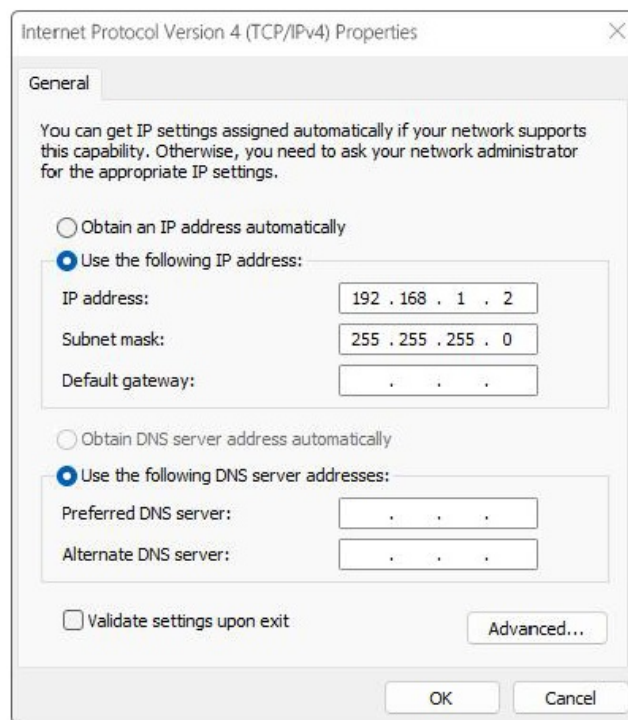 Internet Protocol Version 4 (TCP/IPv4) Properties
General
You can get IP settings assigned automatically if your network supports
this capability. Otherwise, you need to ask your network administrator
for the appropriate IP settings.
Obtain an IP address automatically
Use the following IP address:
IP address: 192 . 168 . 1 . 2
Subnet mask: 255 . 255 . 255 . 0
Default gateway: . . .
Obtain DNS server address automatically
Use the following DNS server addresses:
Preferred DNS server: . . .
Alternate DNS server: . . .
Validate settings upon exit
Advanced...
OK Cancel